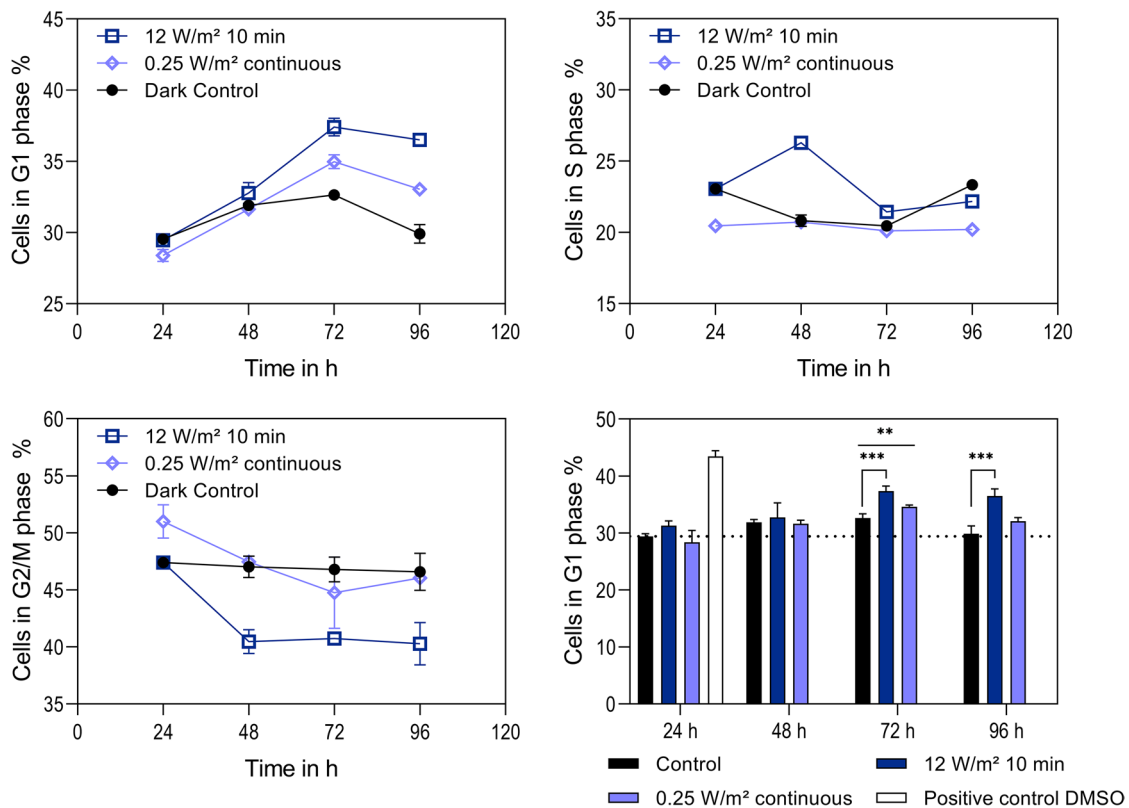 45
40
35
30
25
Cells in G1 phase %
12 W/m² 10 min
0.25 W/m² continuous
Dark Control
0 24 48 72 96 120
Time in h
35
30
25
20
15
Cells in S phase %
12 W/m² 10 min
0.25 W/m² continuous
Dark Control
0 24 48 72 96 120
Time in h
60
55
50
45
40
35
Cells in G2/M phase %
12 W/m² 10 min
0.25 W/m² continuous
Dark Control
0 24 48 72 96 120
Time in h
50
40
30
20
10
0
Cells in G1 phase %
**
*** ***
24 h 48 h 72 h 96 h
Control 12 W/m² 10 min
0.25 W/m² continuous Positive control DMSO